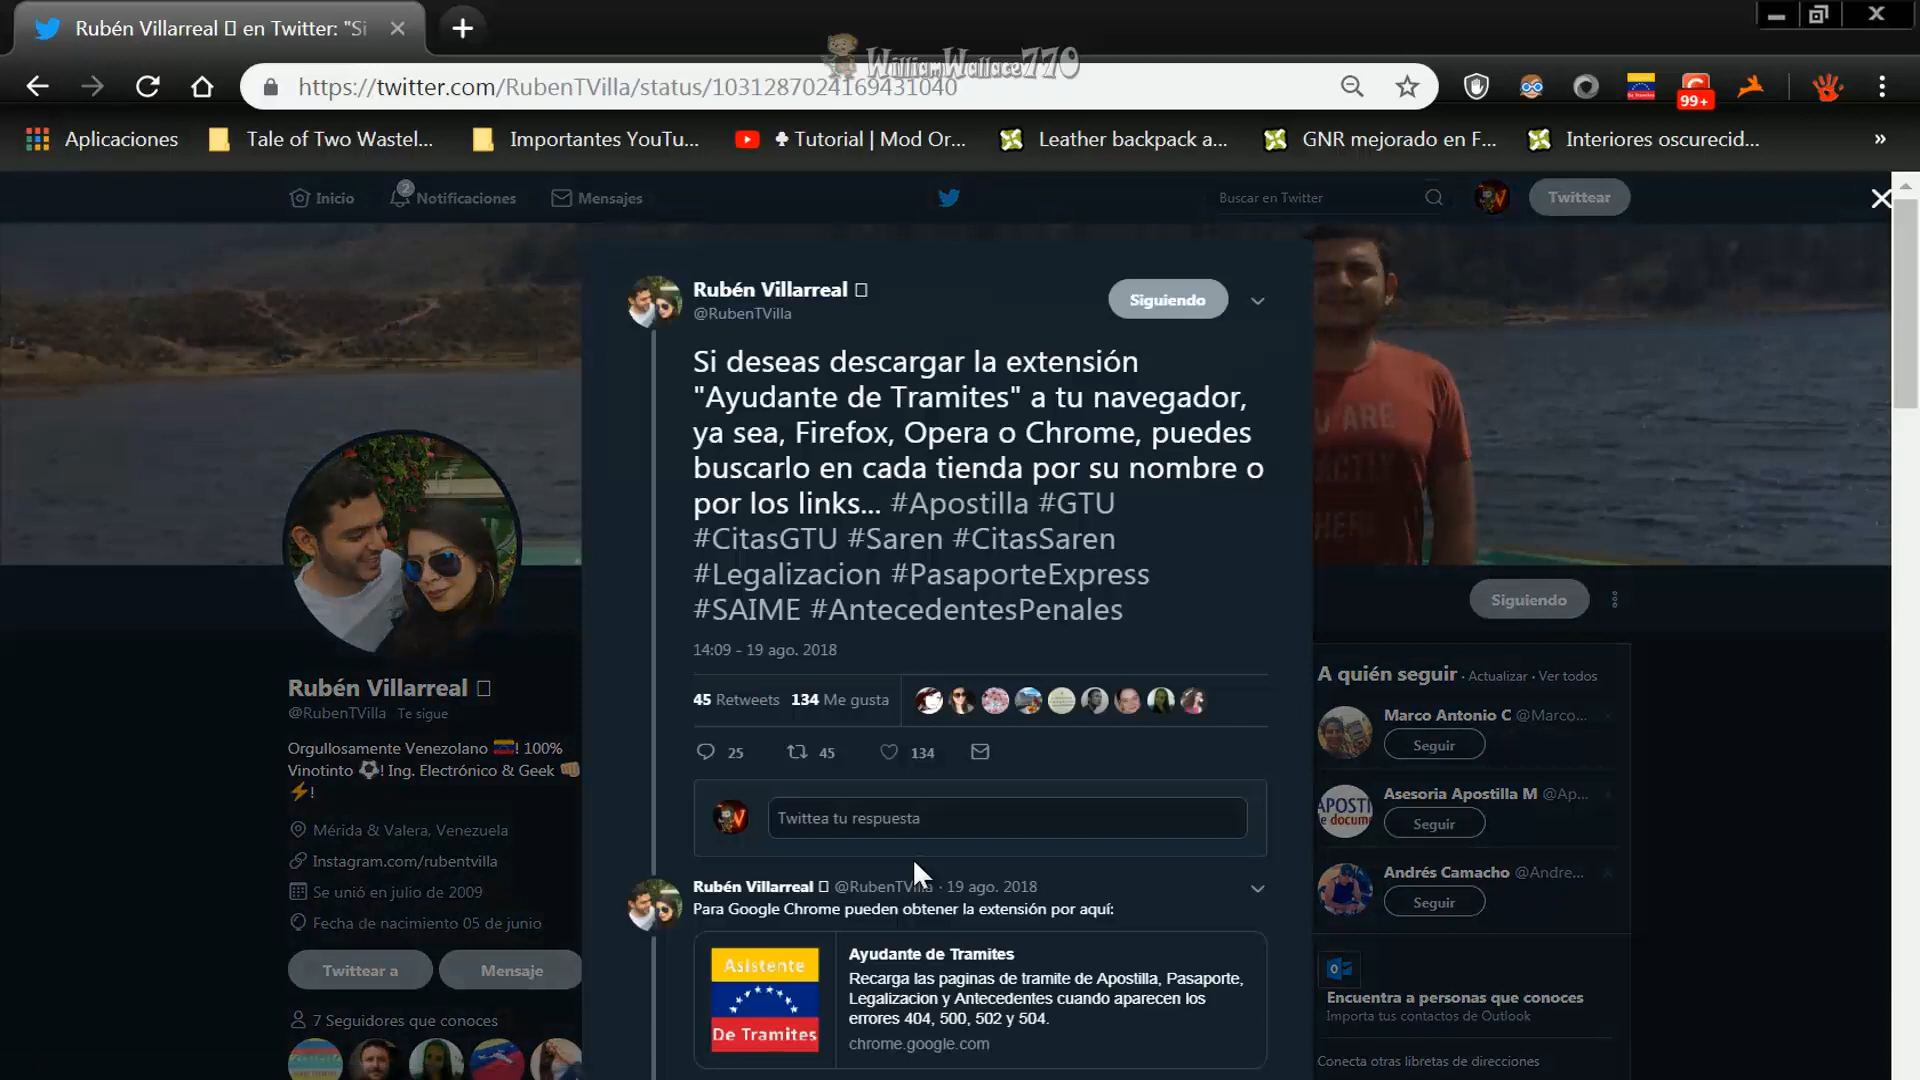 Rubén Villarreal en Twitter: "Si
WilliamWallace770
https://twitter.com/RubenTVilla/status/1031287024169431040
99+
Aplicaciones
Tale of Two Wastel...
Importantes YouTu...
♣ Tutorial | Mod Or...
Leather backpack a...
GNR mejorado en F...
Interiores oscurecid...
»
Inicio
2
Notificaciones
Mensajes
Buscar en Twitter
Twittear
Rubén Villarreal
@RubenTVilla
Siguiendo
Si deseas descargar la extensión
"Ayudante de Tramites" a tu navegador,
ya sea, Firefox, Opera o Chrome, puedes
buscarlo en cada tienda por su nombre o
por los links... #Apostilla #GTU
#CitasGTU #Saren #CitasSaren
#Legalizacion #PasaporteExpress
#SAIME #AntecedentesPenales
14:09 - 19 ago. 2018
45 Retweets 134 Me gusta
25 45 134
Twittea tu respuesta
Rubén Villarreal @RubenTVilla · 19 ago. 2018
Para Google Chrome pueden obtener la extensión por aquí:
Asistente
De Tramites
Ayudante de Tramites
Recarga las paginas de tramite de Apostilla, Pasaporte,
Legalizacion y Antecedentes cuando aparecen los
errores 404, 500, 502 y 504.
chrome.google.com
Rubén Villarreal
@RubenTVilla Te sigue
Orgullosamente Venezolano 🇻🇪! 100%
Vinotinto ⚽! Ing. Electrónico & Geek 👊
⚡!
Mérida & Valera, Venezuela
Instagram.com/rubentvilla
Se unió en julio de 2009
Fecha de nacimiento 05 de junio
Twittear a
Mensaje
7 Seguidores que conoces
Siguiendo
A quién seguir · Actualizar · Ver todos
Marco Antonio C @Marco...
Seguir
APOSTI
e docum
Asesoria Apostilla M @Ap...
Seguir
Andrés Camacho @Andre...
Seguir
Encuentra a personas que conoces
Importa tus contactos de Outlook
Conecta otras libretas de direcciones